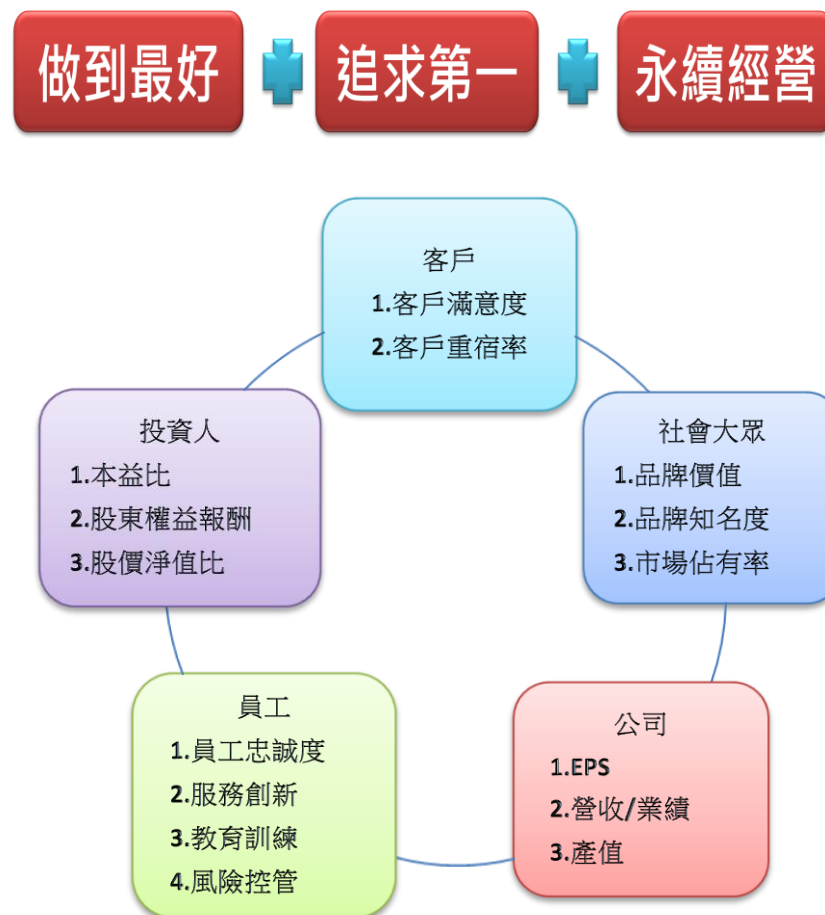 做到最好
追求第一
永續經營
客戶
1.客戶滿意度
2.客戶重宿率
投資人
1.本益比
2.股東權益報酬
3.股價淨值比
社會大眾
1.品牌價值
2.品牌知名度
3.市場佔有率
員工
1.員工忠誠度
2.服務創新
3.教育訓練
4.風險控管
公司
1.EPS
2.營收/業績
3.產值